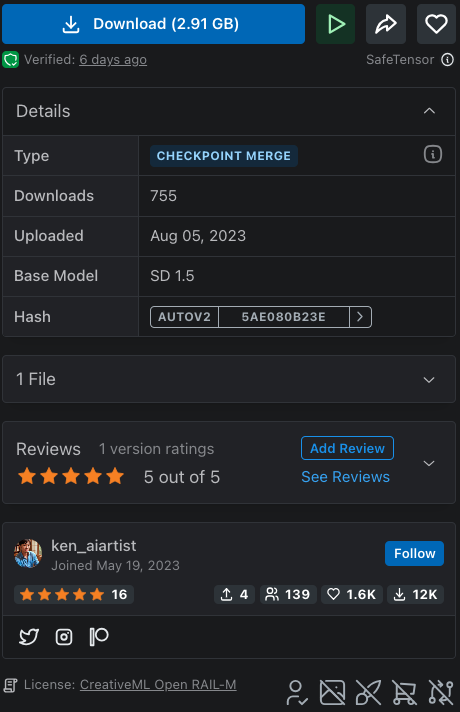 Download (2.91 GB)
Verified: 6 days ago SafeTensor
Details
Type CHECKPOINT MERGE
Downloads 755
Uploaded Aug 05, 2023
Base Model SD 1.5
Hash AUTOV2 5AE080B23E
1 File
Reviews 1 version ratings Add Review
5 out of 5 See Reviews
ken_aiartist
Joined May 19, 2023 Follow
16 4 139 1.6K 12K
License: CreativeML Open RAIL-M